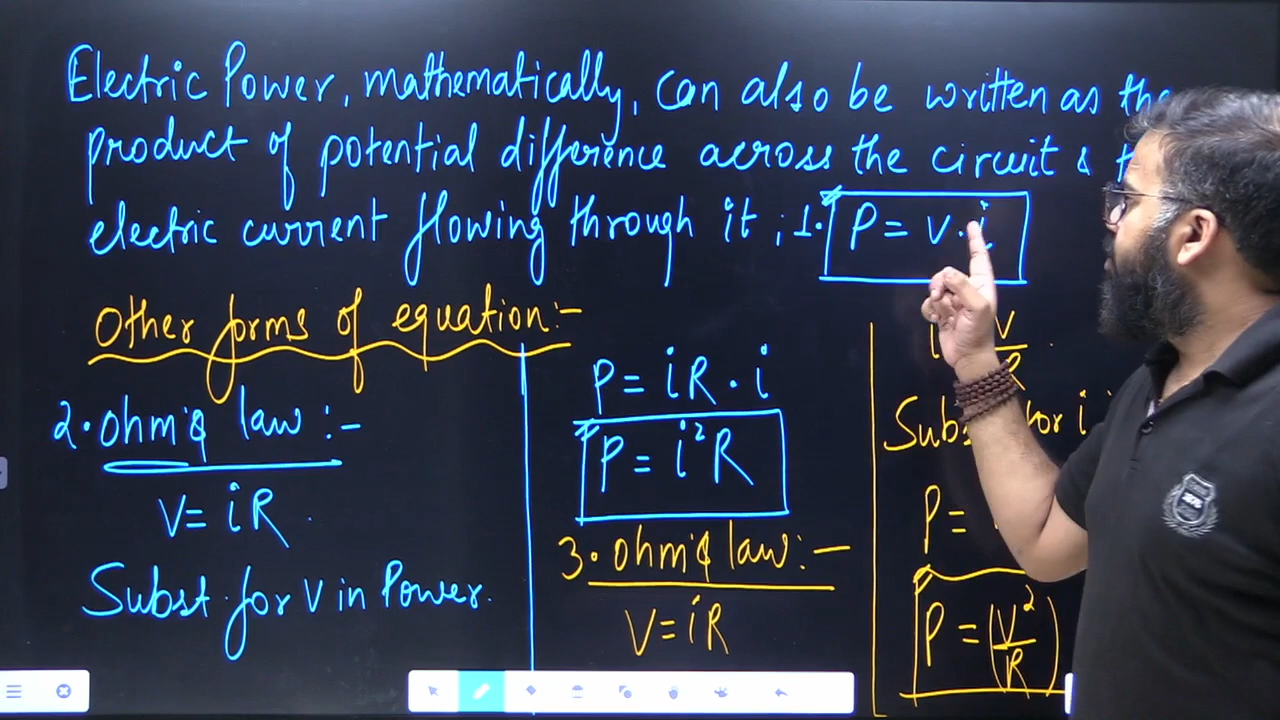 Electric Power, mathematically, can also be written as the
product of potential difference across the circuit &
electric current flowing through it ; 1. P = V . i
Other forms of equation:-
2. ohm's law :-
V= iR.
Subst. for V in Power.
P = iR . i
P = i²R
3. ohm's law:-
V=iR
i V/R.
Subst for i
P =
P = (V²/R)